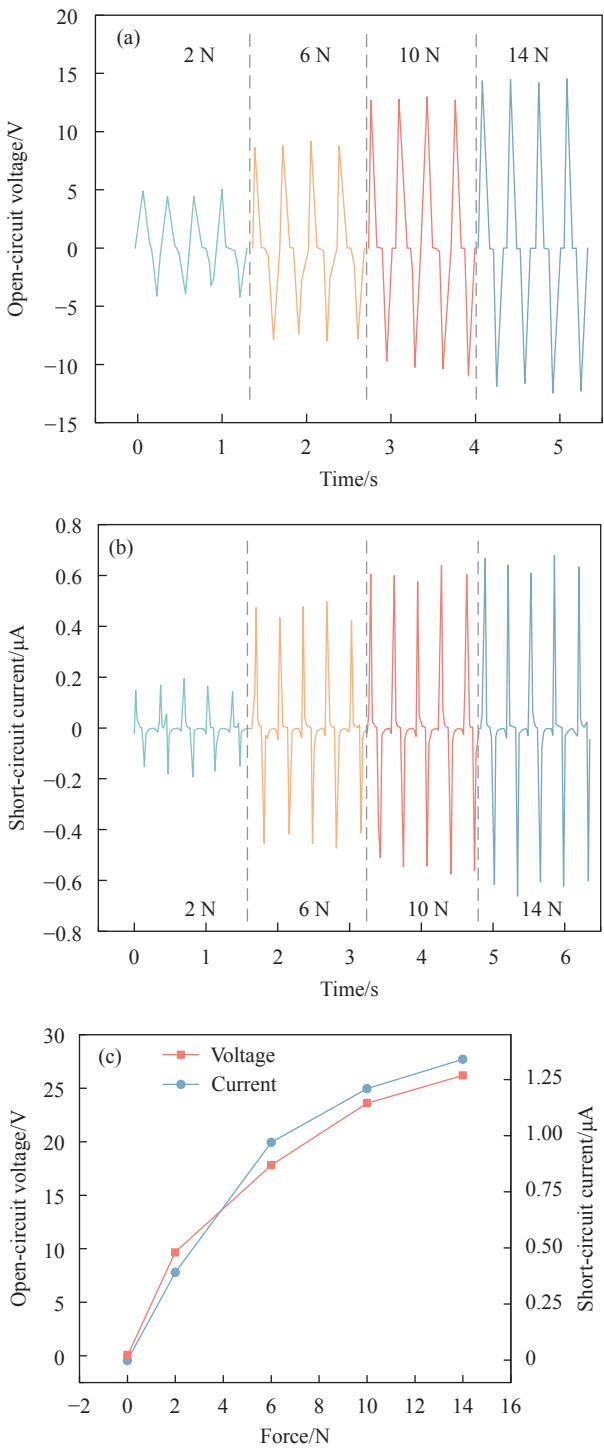 (a)
2 N 6 N 10 N 14 N
20
15
10
5
0
−5
−10
−15
Open-circuit voltage/V
0 1 2 3 4 5
Time/s
(b)
0.8
0.6
0.4
0.2
0
−0.2
−0.4
−0.6
−0.8
Short-circuit current/μA
2 N 6 N 10 N 14 N
0 1 2 3 4 5 6
Time/s
(c)
Voltage
Current
30
25
20
15
10
5
0
Open-circuit voltage/V
1.25
1.00
0.75
0.50
0.25
0
Short-circuit current/μA
−2 0 2 4 6 8 10 12 14 16
Force/N